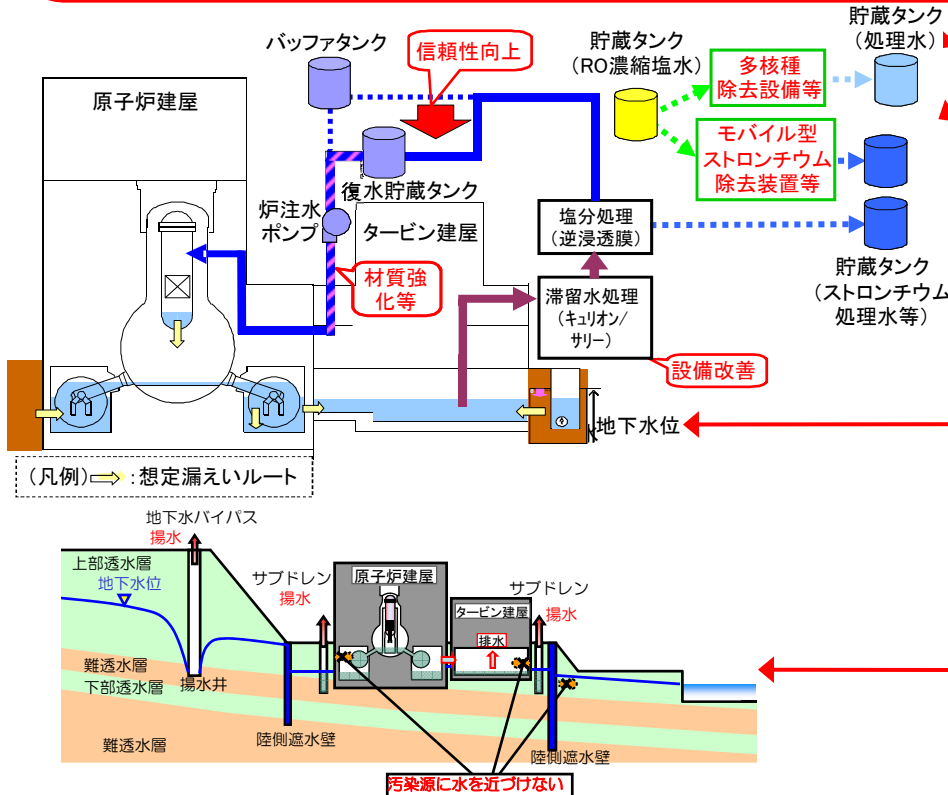 貯蔵タンク
(処理水)
バッファタンク
信頼性向上
貯蔵タンク
(RO濃縮塩水)
多核種
除去設備等
原子炉建屋
モバイル型
ストロンチウム
除去装置等
復水貯蔵タンク
炉注水
ポンプ
タービン建屋
塩分処理
(逆浸透膜)
材質強
化等
貯蔵タンク
(ストロンチウム
処理水等)
滞留水処理
(キュリオン/
サリー)
設備改善
地下水位
(凡例) : 想定漏えいルート
地下水バイパス
揚水
上部透水層
地下水位
サブドレン
揚水
原子炉建屋
サブドレン
揚水
タービン建屋
排水
難透水層
下部透水層
揚水井
難透水層
陸側遮水壁
陸側遮水壁
汚染源に水を近づけない